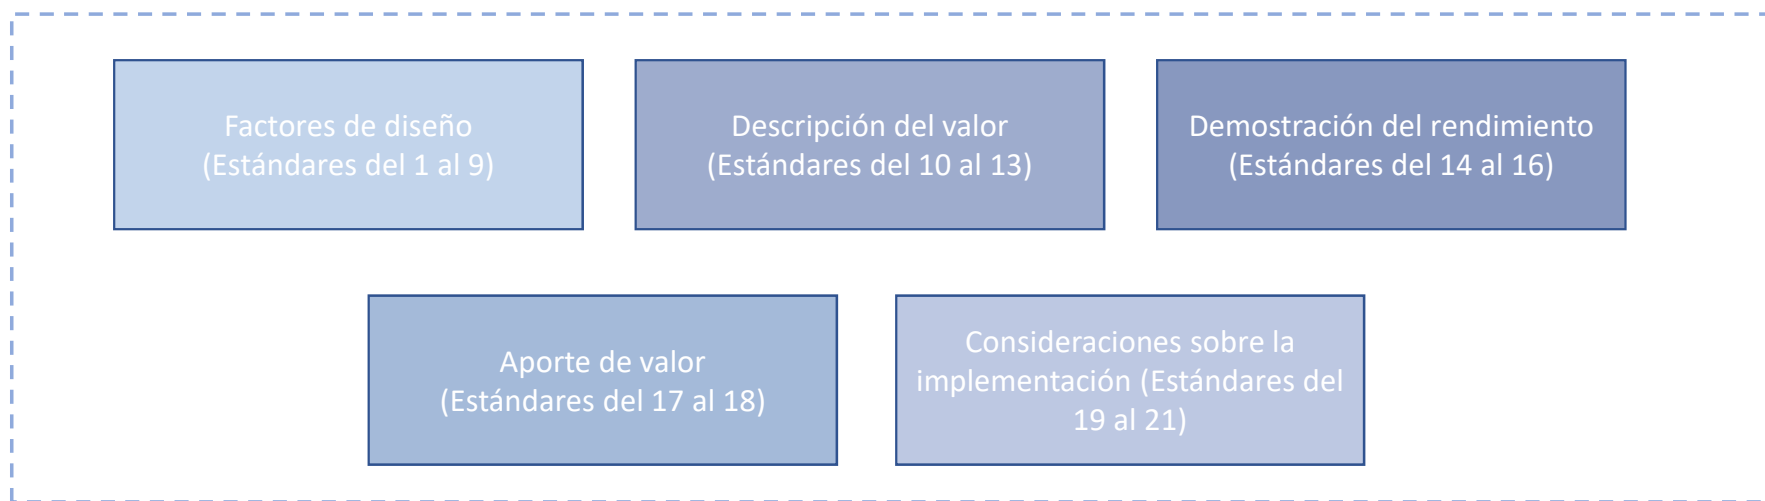 Factores de diseño
(Estándares del 1 al 9)
Descripción del valor
(Estándares del 10 al 13)
Demostración del rendimiento
(Estándares del 14 al 16)
Aporte de valor
(Estándares del 17 al 18)
Consideraciones sobre la
implementación (Estándares del
19 al 21)